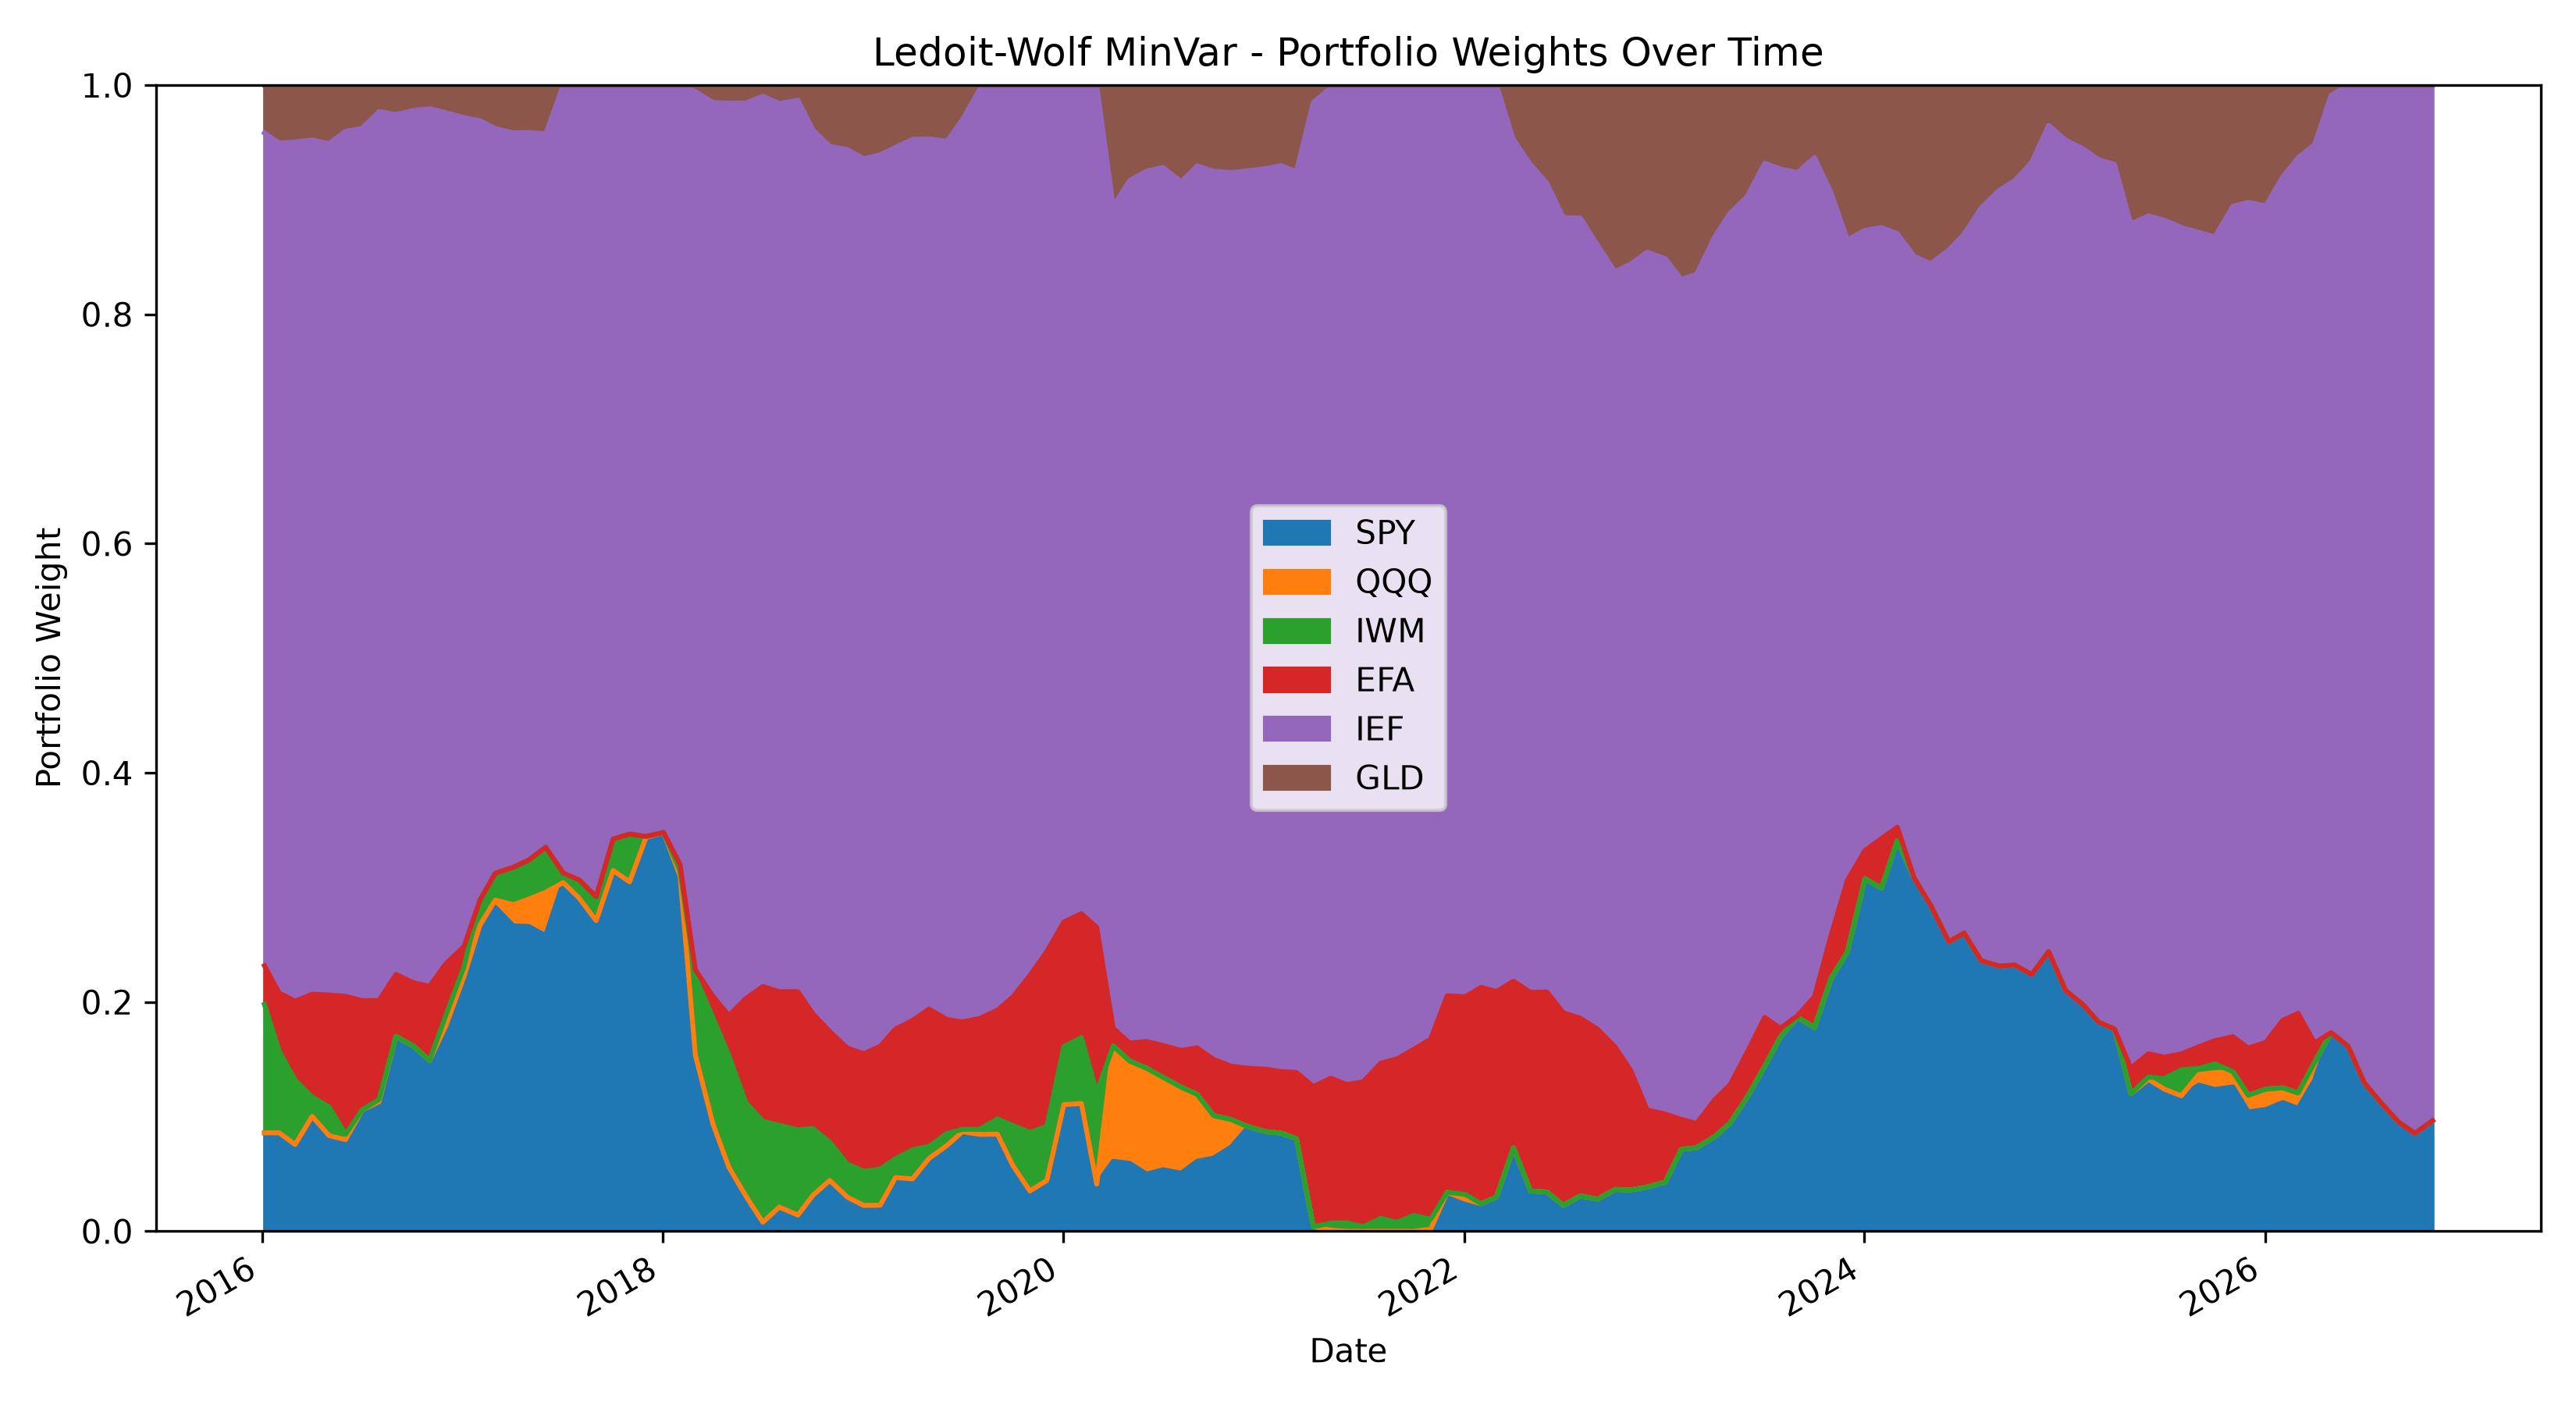 Ledoit-Wolf MinVar - Portfolio Weights Over Time
Portfolio Weight
1.0
0.8
0.6
0.4
0.2
0.0
SPY
QQQ
IWM
EFA
IEF
GLD
2016
2018
2020
2022
2024
2026
Date